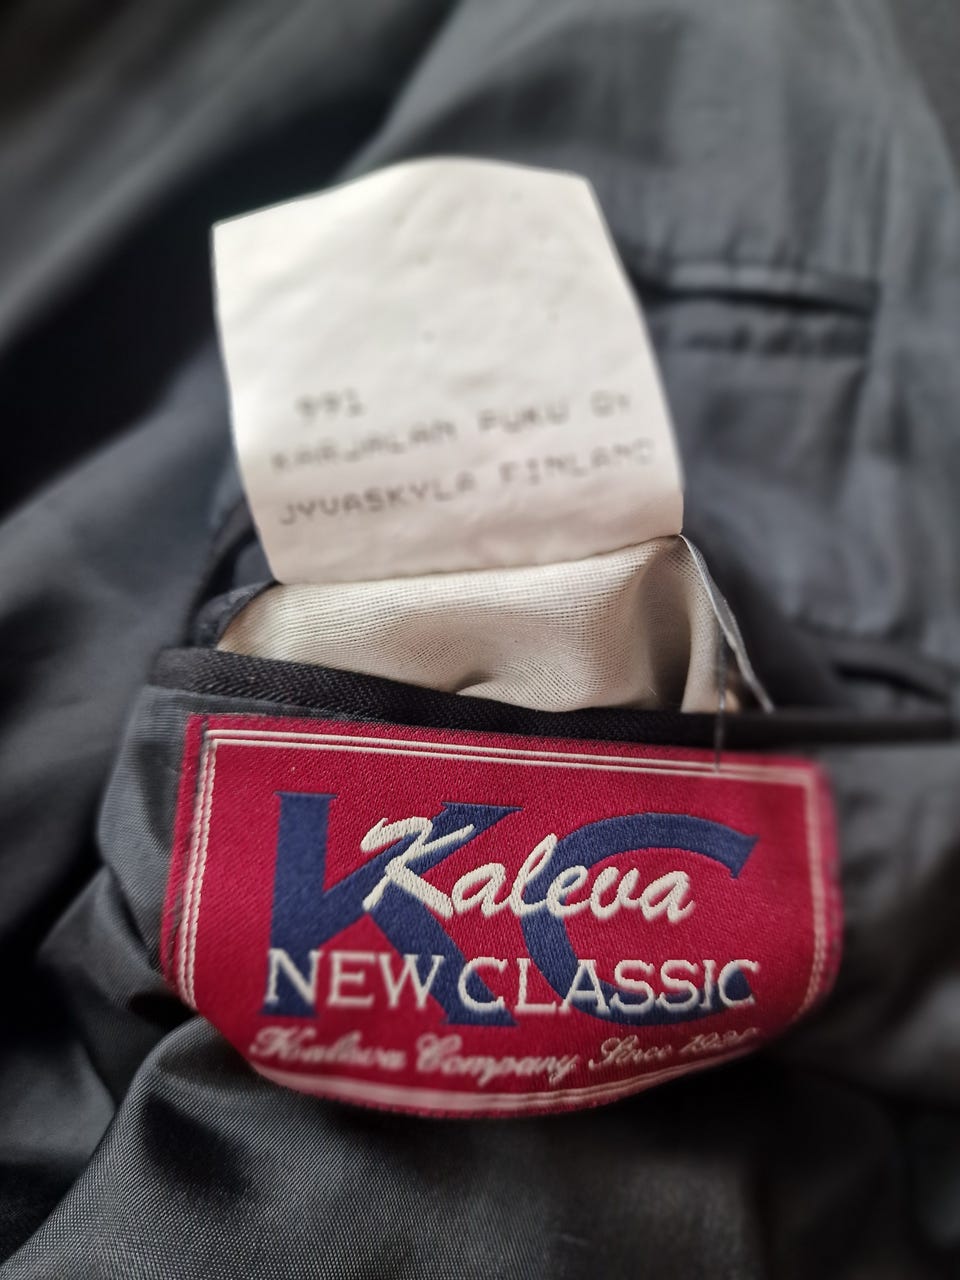 991
KARJALAN PUKU OY
JYVASKYLA FINLAND
KC
Kaleva
NEW CLASSIC
Kaleva Company, Since